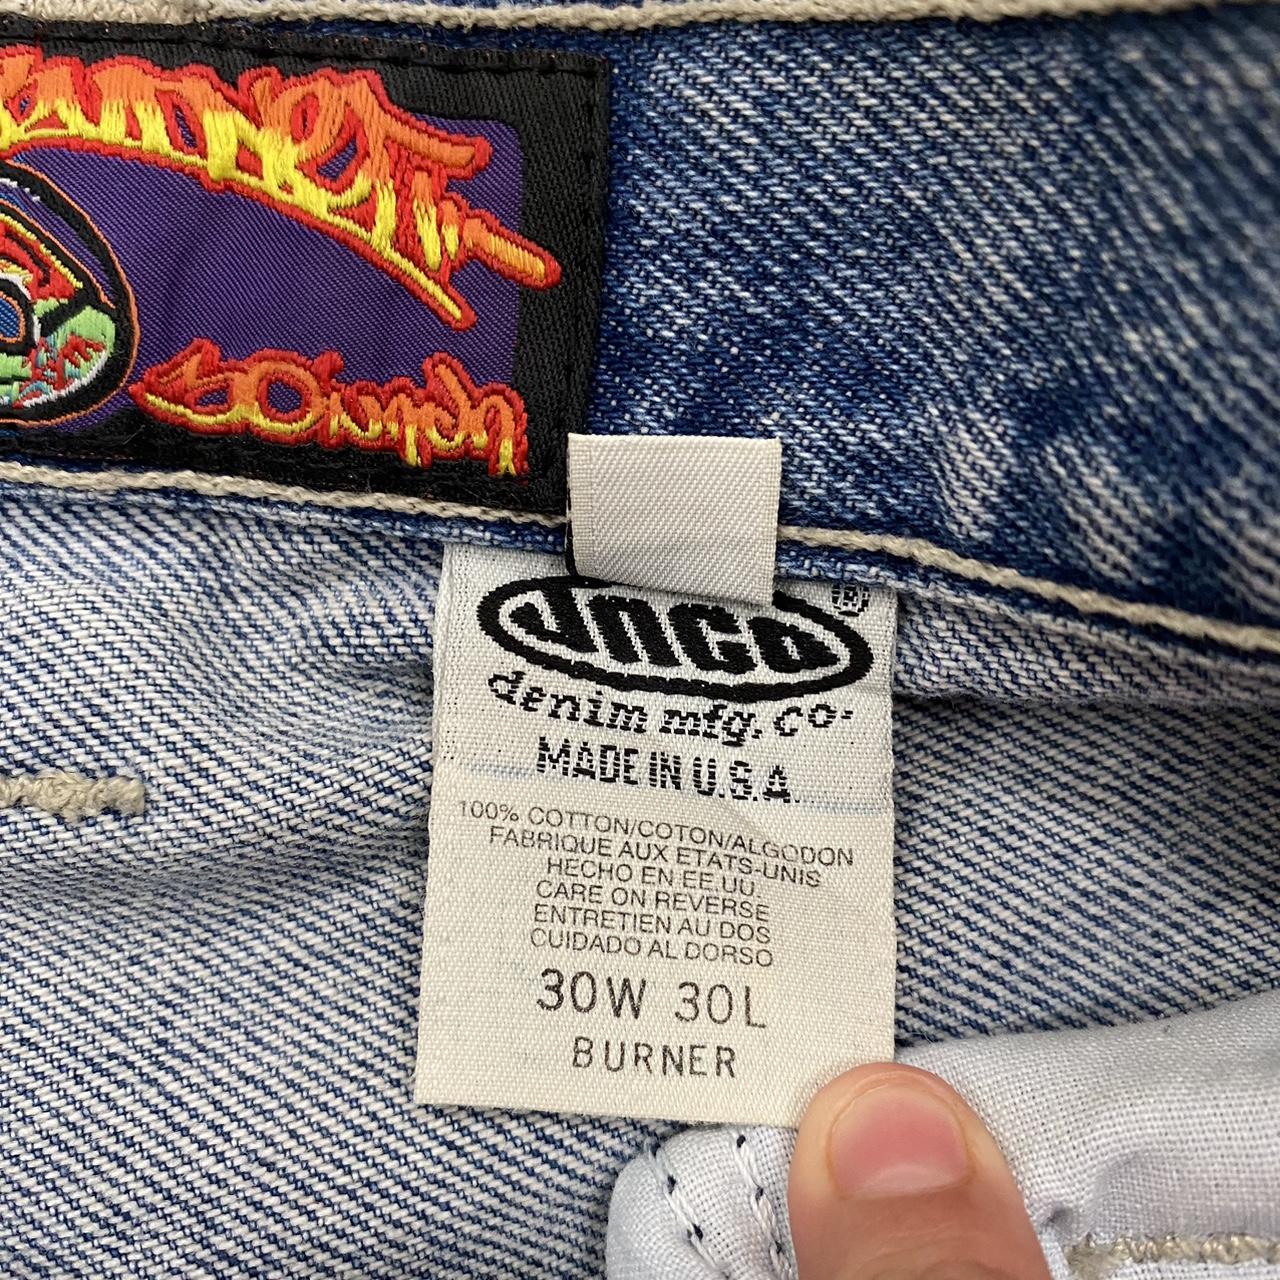 JNCO ®
denim mfg. co.
MADE IN U.S.A.
100% COTTON/COTON/ALGODON
FABRIQUE AUX ETATS-UNIS
HECHO EN EE.UU.
CARE ON REVERSE
ENTRETIEN AU DOS
CUIDADO AL DORSO
30W 30L
BURNER